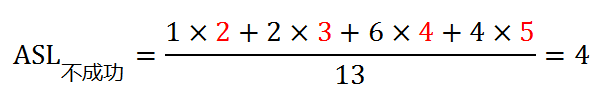 ASL不成功 = (1 × 2 + 2 × 3 + 6 × 4 + 4 × 5) / 13 = 4